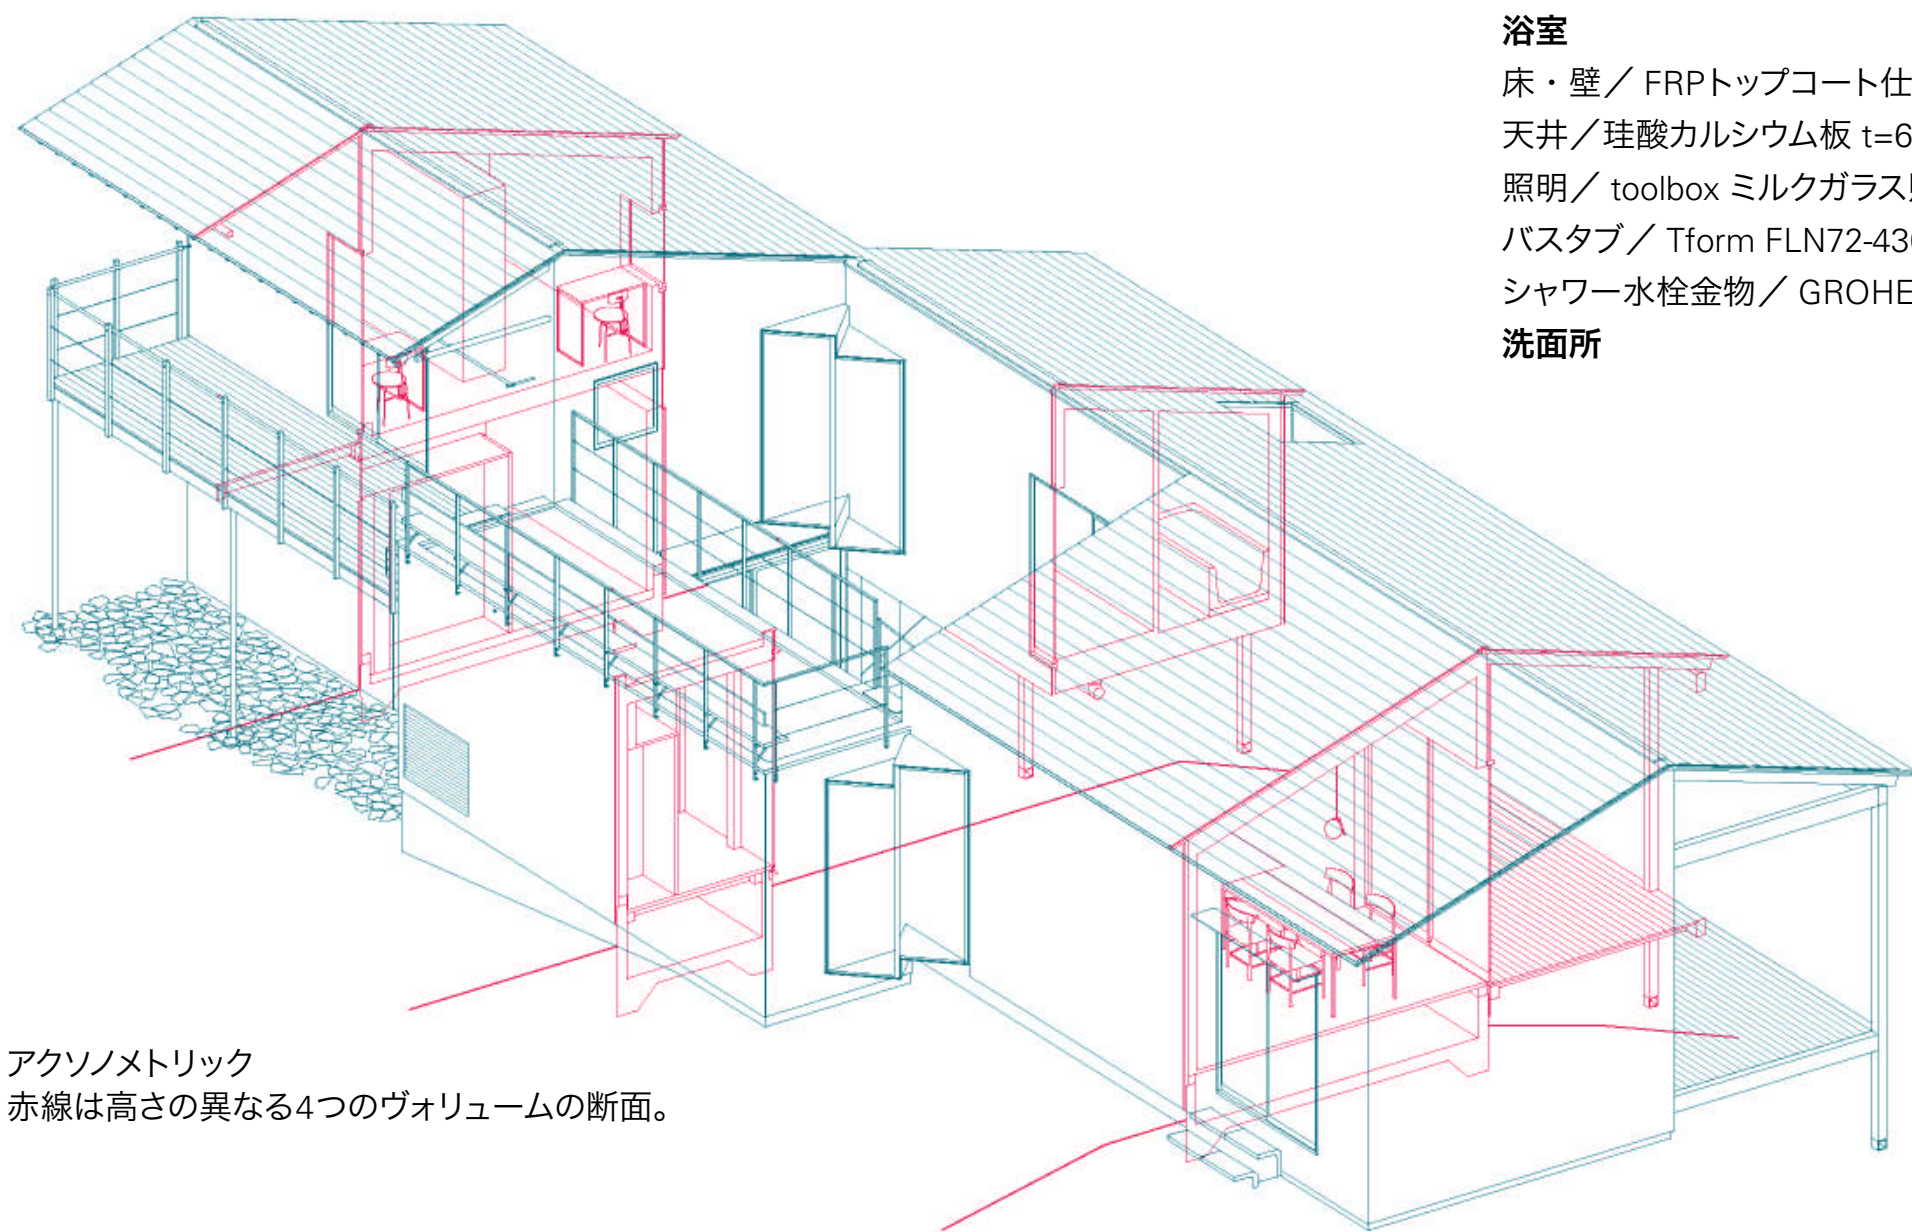 浴室
床・壁／ FRPトップコート仕
天井／珪酸カルシウム板 t=6
照明／ toolbox ミルクガラス
バスタブ／ Tform FLN72-43
シャワー水栓金物／ GROHE
洗面所
アクソノメトリック
赤線は高さの異なる4つのヴォリュームの断面。